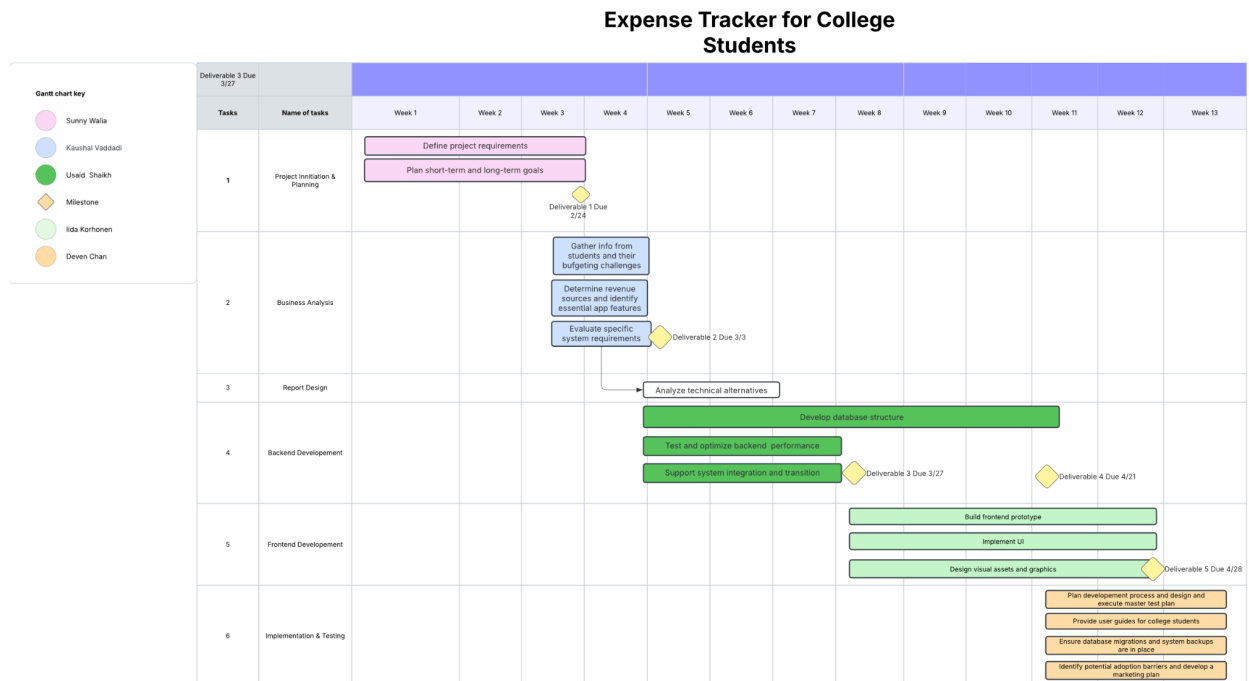 Expense Tracker for College
Students
Deliverable 3 Due
3/27
Gantt chart key
Sunny Walia
Kaushal Vaddadi
Usaid Shaikh
Milestone
Iida Korhonen
Deven Chan
Tasks
Name of tasks
Week 1
Week 2
Week 3
Week 4
Week 5
Week 6
Week 7
Week 8
Week 9
Week 10
Week 11
Week 12
Week 13
1
Project Innitiation &
Planning
Define project requirements
Plan short-term and long-term goals
Deliverable 1 Due
2/24
2
Business Analysis
Gather info from
students and their
bufgeting challenges
Determine revenue
sources and identify
essential app features
Evaluate specific
system requirements
Deliverable 2 Due 3/3
3
Report Design
Analyze technical alternatives
4
Backend Developement
Develop database structure
Test and optimize backend performance
Support system integration and transition
Deliverable 3 Due 3/27
Deliverable 4 Due 4/21
5
Frontend Developement
Build frontend prototype
Implement UI
Design visual assets and graphics
Deliverable 5 Due 4/28
6
Implementation & Testing
Plan developement process and design and
execute master test plan
Provide user guides for college students
Ensure database migrations and system backups
are in place
Identify potential adoption barriers and develop a
marketing plan